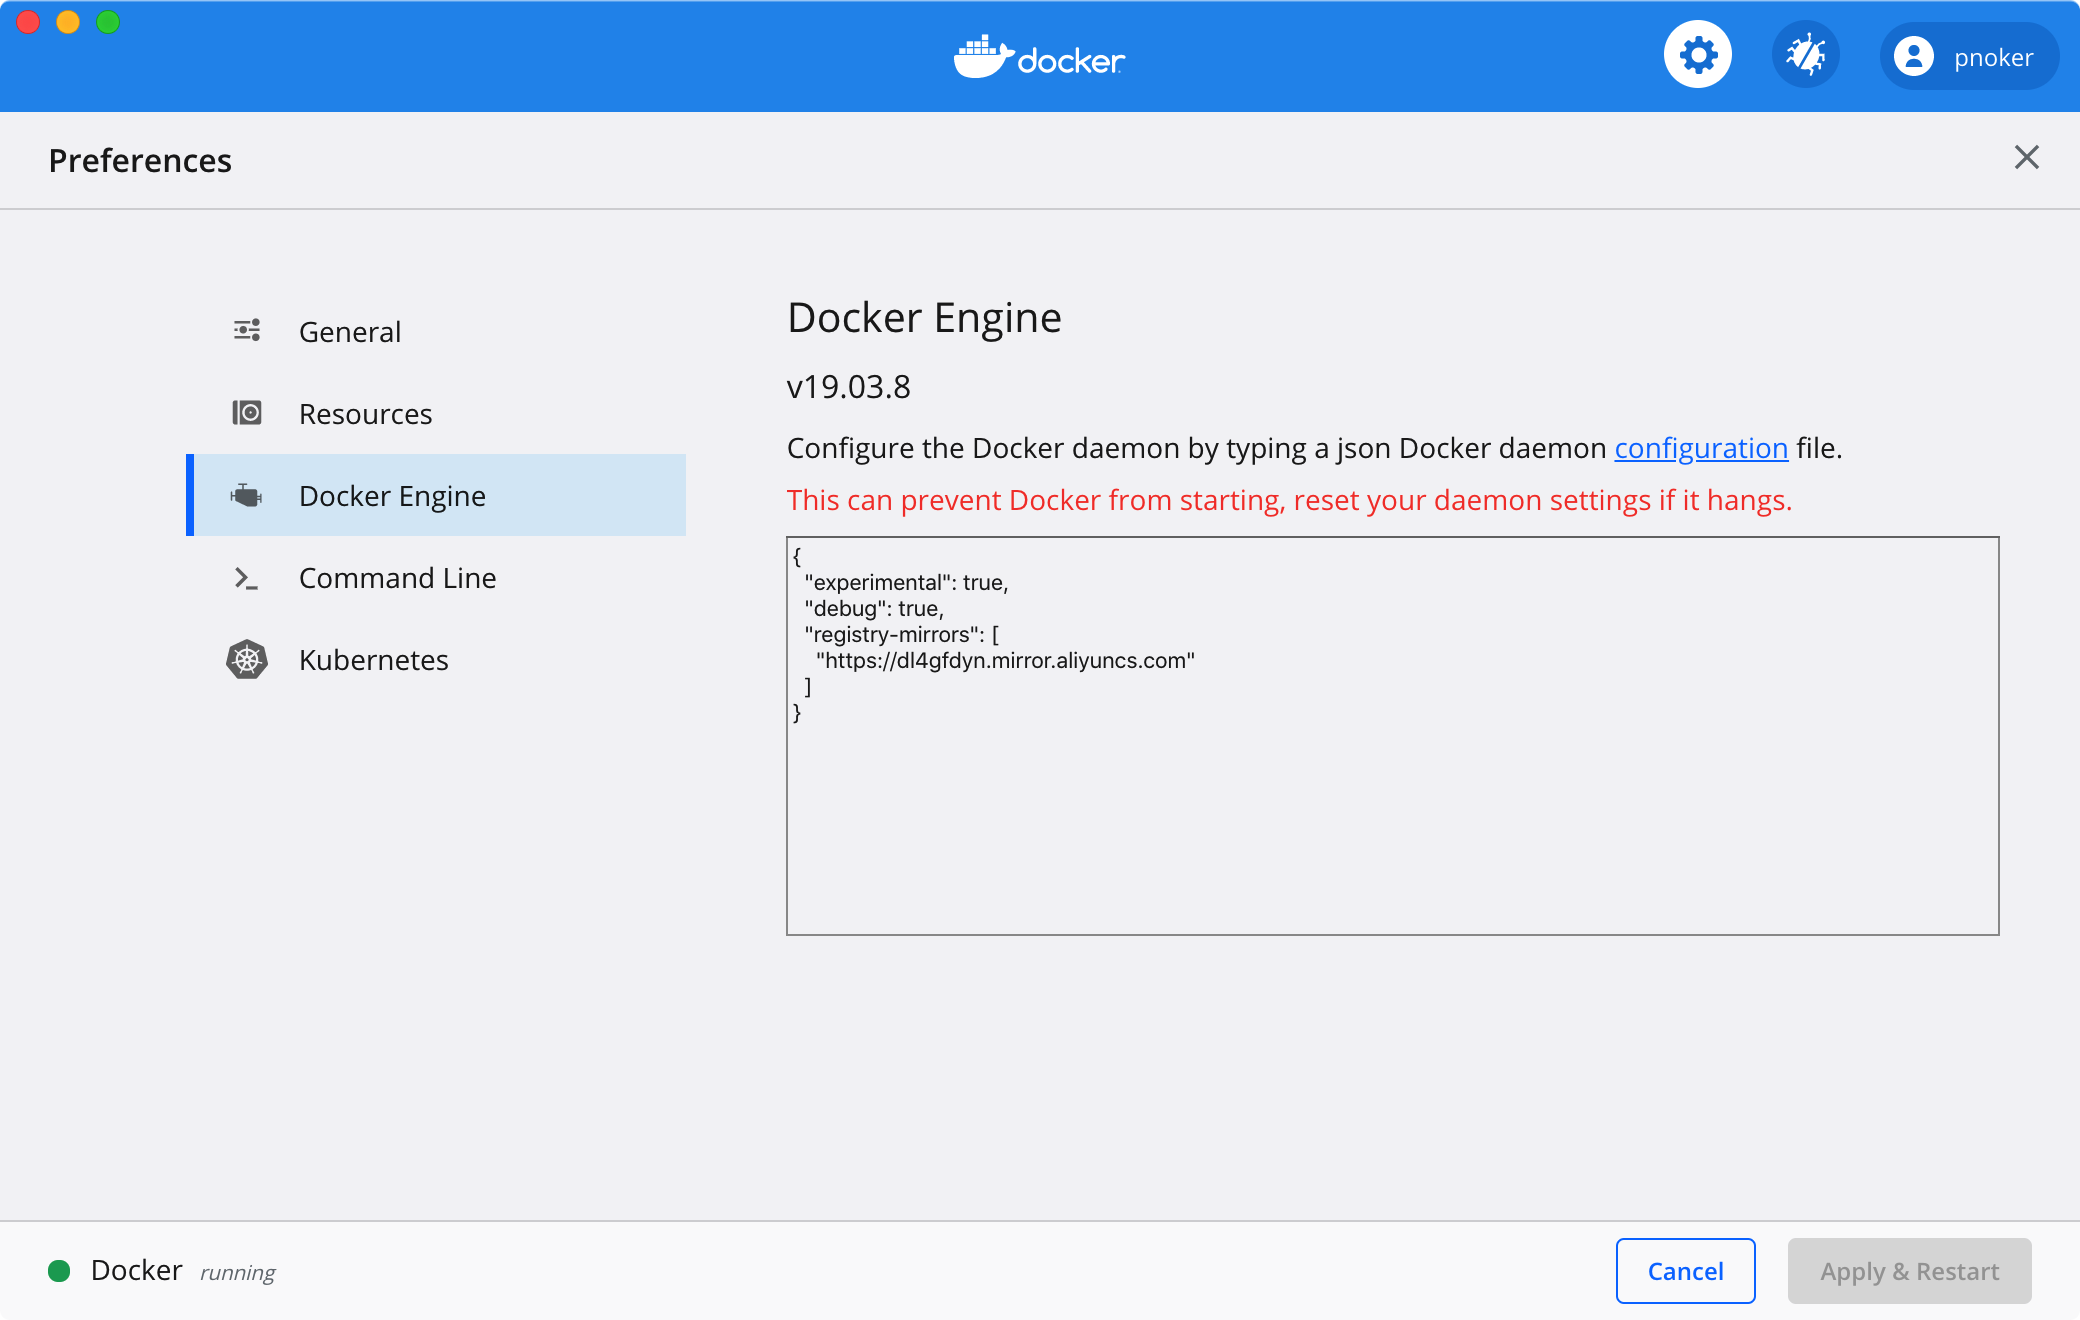 docker
pnoker
Preferences
General
Resources
Docker Engine
Command Line
Kubernetes
Docker Engine
v19.03.8
Configure the Docker daemon by typing a json Docker daemon configuration file.
This can prevent Docker from starting, reset your daemon settings if it hangs.
{
  "experimental": true,
  "debug": true,
  "registry-mirrors": [
    "https://dl4gfdyn.mirror.aliyuncs.com"
  ]
}
Docker running
Cancel
Apply & Restart